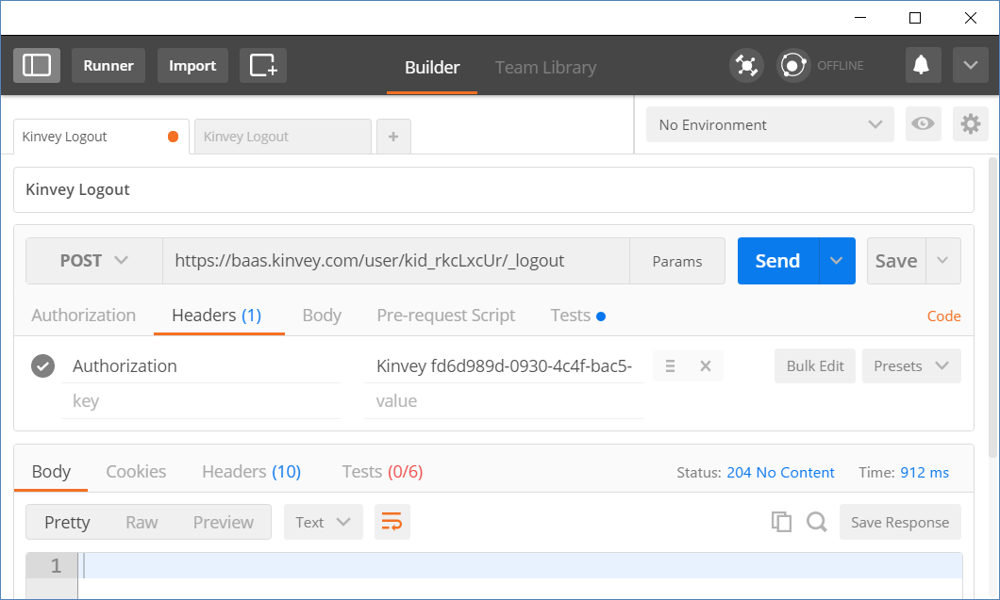 Runner Import Builder Team Library OFFLINE
Kinvey Logout Kinvey Logout + No Environment
Kinvey Logout
POST https://baas.kinvey.com/user/kid_rkcLxcUr/_logout Params Send Save
Authorization Headers (1) Body Pre-request Script Tests Code
Authorization Kinvey fd6d989d-0930-4c4f-bac5- Bulk Edit Presets
key value
Body Cookies Headers (10) Tests (0/6) Status: 204 No Content Time: 912 ms
Pretty Raw Preview Text Save Response
1